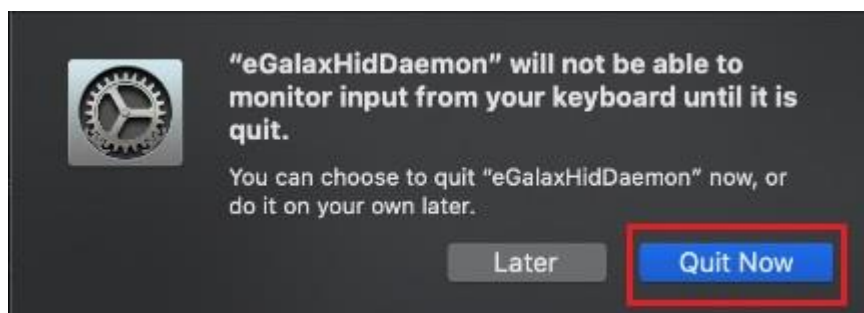 “eGalaxHidDaemon” will not be able to
monitor input from your keyboard until it is
quit.
You can choose to quit “eGalaxHidDaemon” now, or
do it on your own later.
Later
Quit Now